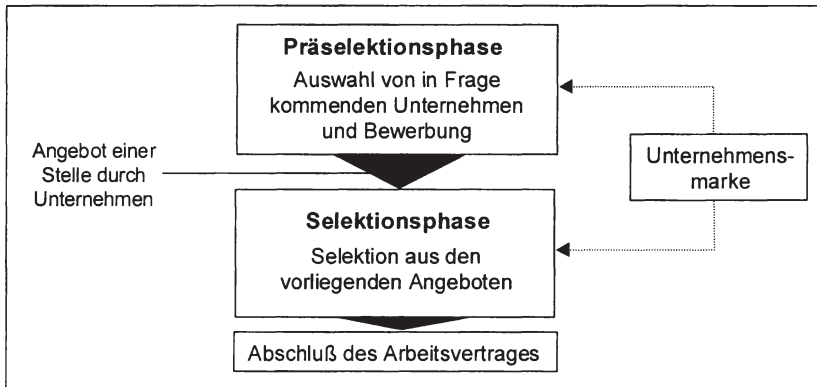 Präselektionsphase
Auswahl von in Frage
kommenden Unternehmen
und Bewerbung
Angebot einer
Stelle durch
Unternehmen
Unternehmens-
marke
Selektionsphase
Selektion aus den
vorliegenden Angeboten
Abschluß des Arbeitsvertrages